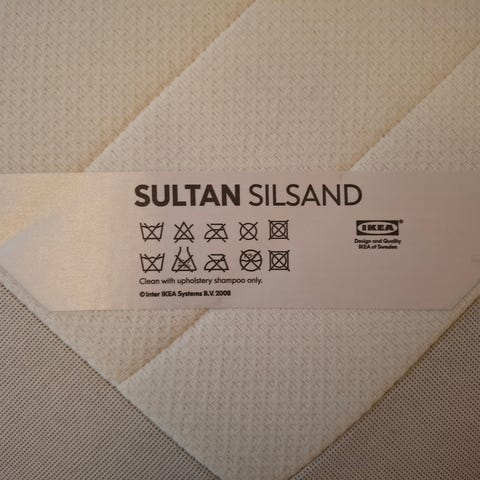 SULTAN SILSAND
IKEA®
Design and Quality
IKEA of Sweden
Clean with upholstery shampoo only.
© Inter IKEA Systems B.V. 2008